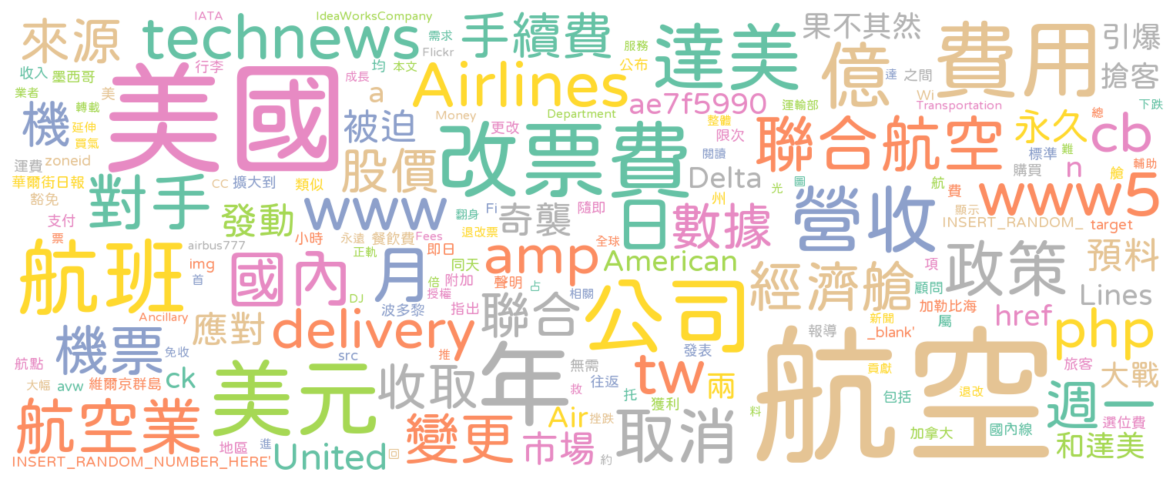 IATA
IdeaWorksCompany
來源
technews
手續費
需求
Flickr
達美
果不其然
億
費用
引爆
搶客
收入
墨西哥
行李
均
本文
成長
服務
公布
達
之間
業者
轉載
美
美國
a
Airlines
ae7f5990
運輸部
Wi
Transportation
總
下跌
機
延伸
買氣
被迫
Money
Department
更改
整體
限次
聯合航空
永久
cb
難
運費
zoneid
股價
改票費
閱讀
Delta
標準
n
艙
輔助
華爾街日報
豁免
CC
擴大到
類似
光
圖
購買
對手
發動
www
翻身
Fi
奇襲
隨即
州
航
費
www5
支付
票
小時
永遠
餐飲費
Fees
退改票
日
數據
營收
顯示
INSERT_RANDOM_
target
航班
airbus777
img
首
正軌
即日
同天
amp
全球
American
政策
預料
國內
月
倍
附加
聲明
占
經濟艙
項
顧問
Lines
DJ
授權
指出
相關
公司
加勒比海
href
Ancillary
波多黎
聯合
新聞
_blank'
屬
php
機票
免收
應對
delivery
發表
報導
航點
src
推
年
無需
航空
貢獻
旅客
大戰
大幅
avw
維爾京群島
ck
美元
收取
救
往返
tw
兩
退改
包括
週一
托
獲利
料
航空業
地區
進
變更
Air
挫跌
取消
加拿大
國內線
選位費
INSERT_RANDOM_NUMBER_HERE'
United
回
市場
約
和達美